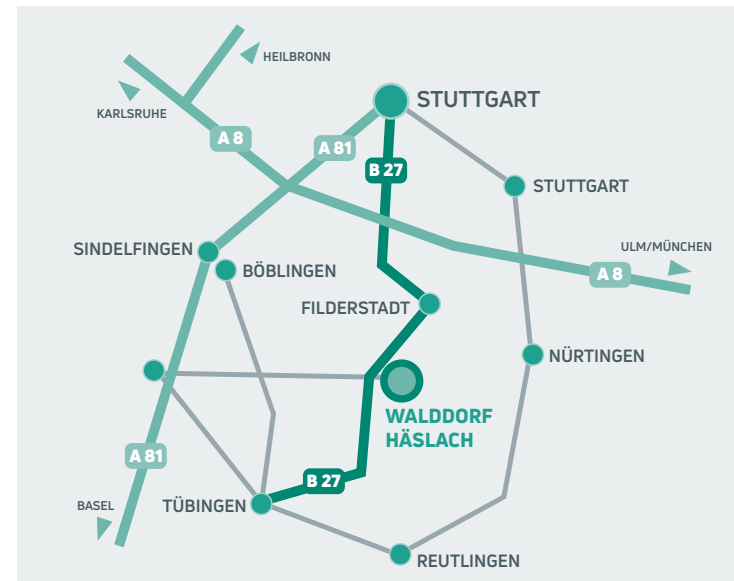 HEILBRONN
KARLSRUHE
STUTTGART
A 8
A 81
B 27
STUTTGART
SINDELFINGEN
ULM/MÜNCHEN
BÖBLINGEN
A 8
FILDERSTADT
NÜRTINGEN
WALDDORF
HÄSLACH
A 81
B 27
BASEL
TÜBINGEN
REUTLINGEN